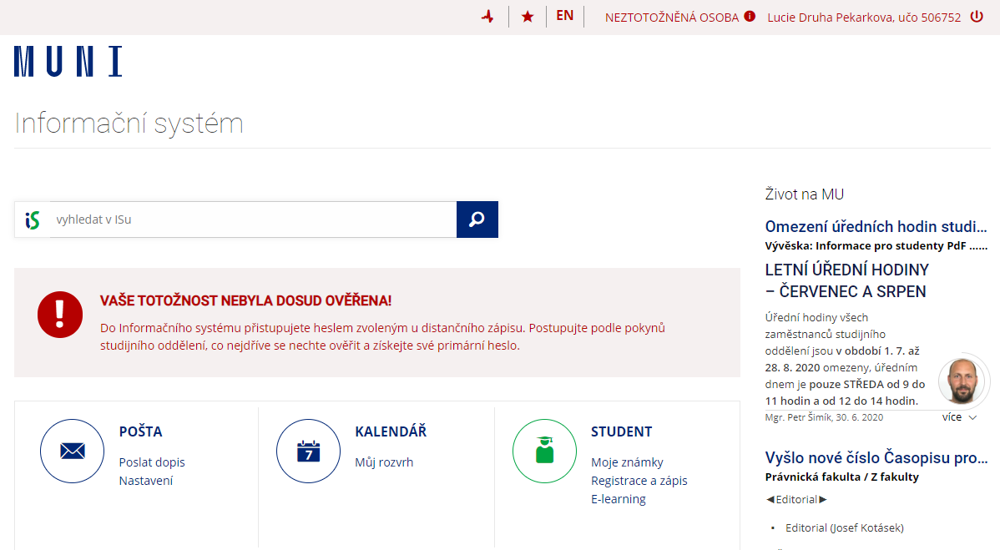 EN NEZTOTOŽNĚNÁ OSOBA Lucie Druha Pekarkova, učo 506752
MUNI
Informační systém
iS vyhledat v ISu
VAŠE TOTOŽNOST NEBYLA DOSUD OVĚŘENA!
Do Informačního systému přistupujete heslem zvoleným u distančního zápisu. Postupujte podle pokynů
studijního oddělení, co nejdříve se nechte ověřit a získejte své primární heslo.
POŠTA
Poslat dopis
Nastavení
7
KALENDÁŘ
Můj rozvrh
STUDENT
Moje známky
Registrace a zápis
E-learning
Život na MU
Omezení úředních hodin studi...
Vývěska: Informace pro studenty PdF ......
LETNÍ ÚŘEDNÍ HODINY
– ČERVENEC A SRPEN
Úřední hodiny všech
zaměstnanců studijního
oddělení jsou v období 1. 7. až
28. 8. 2020 omezeny, úředním
dnem je pouze STŘEDA od 9 do
11 hodin a od 12 do 14 hodin.
Mgr. Petr Šimík, 30. 6. 2020 více
Vyšlo nové číslo Časopisu pro...
Právnická fakulta / Z fakulty
◄Editorial►
▪ Editorial (Josef Kotásek)